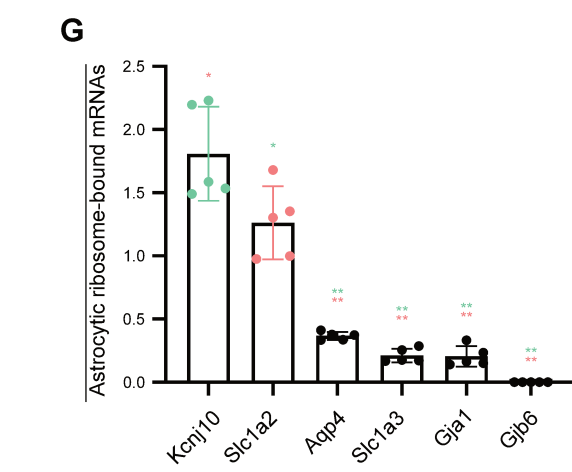 G
Astrocytic ribosome-bound mRNAs
2.5
2.0
1.5
1.0
0.5
0.0
*
*
**
**
**
**
**
**
**
**
Kcnj10
Slc1a2
Aqp4
Slc1a3
Gja1
Gjb6